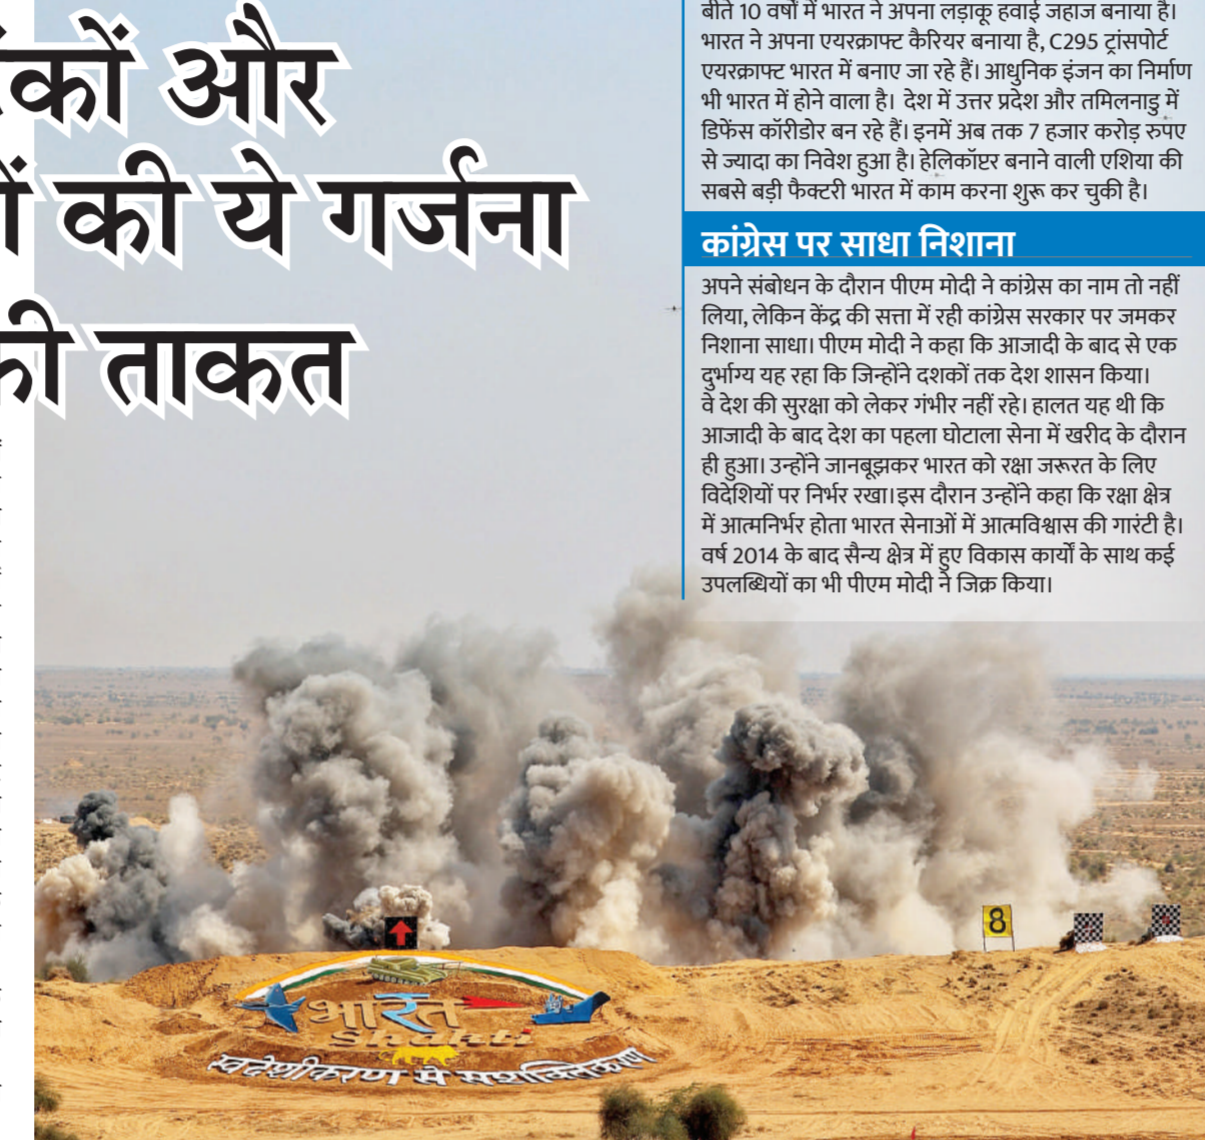 और
की ये गर्जना
की ताकत
बीते 10 वर्षों में भारत ने अपना लड़ाकू हवाई जहाज बनाया है।
भारत ने अपना एयरक्राफ्ट कैरियर बनाया है, C295 ट्रांसपोर्ट
एयरक्राफ्ट भारत में बनाए जा रहे हैं। आधुनिक इंजन का निर्माण
भी भारत में होने वाला है। देश में उत्तर प्रदेश और तमिलनाडु में
डिफेंस कॉरीडोर बन रहे हैं। इनमें अब तक 7 हजार करोड़ रुपए
से ज्यादा का निवेश हुआ है। हेलिकॉप्टर बनाने वाली एशिया की
सबसे बड़ी फैक्टरी भारत में काम करना शुरू कर चुकी है।
कांग्रेस पर साधा निशाना
अपने संबोधन के दौरान पीएम मोदी ने कांग्रेस का नाम तो नहीं
लिया, लेकिन केंद्र की सत्ता में रही कांग्रेस सरकार पर जमकर
निशाना साधा। पीएम मोदी ने कहा कि आजादी के बाद से एक
दुर्भाग्य यह रहा कि जिन्होंने दशकों तक देश शासन किया।
वे देश की सुरक्षा को लेकर गंभीर नहीं रहे। हालत यह थी कि
आजादी के बाद देश का पहला घोटाला सेना में खरीद के दौरान
ही हुआ। उन्होंने जानबूझकर भारत को रक्षा जरूरत के लिए
विदेशियों पर निर्भर रखा।इस दौरान उन्होंने कहा कि रक्षा क्षेत्र
में आत्मनिर्भर होता भारत सेनाओं में आत्मविश्वास की गारंटी है।
वर्ष 2014 के बाद सैन्य क्षेत्र में हुए विकास कार्यों के साथ कई
उपलब्धियों का भी पीएम मोदी ने जिक्र किया।
8
भारत
Shakti
स्वदेशीकरण से सशक्तिकरण